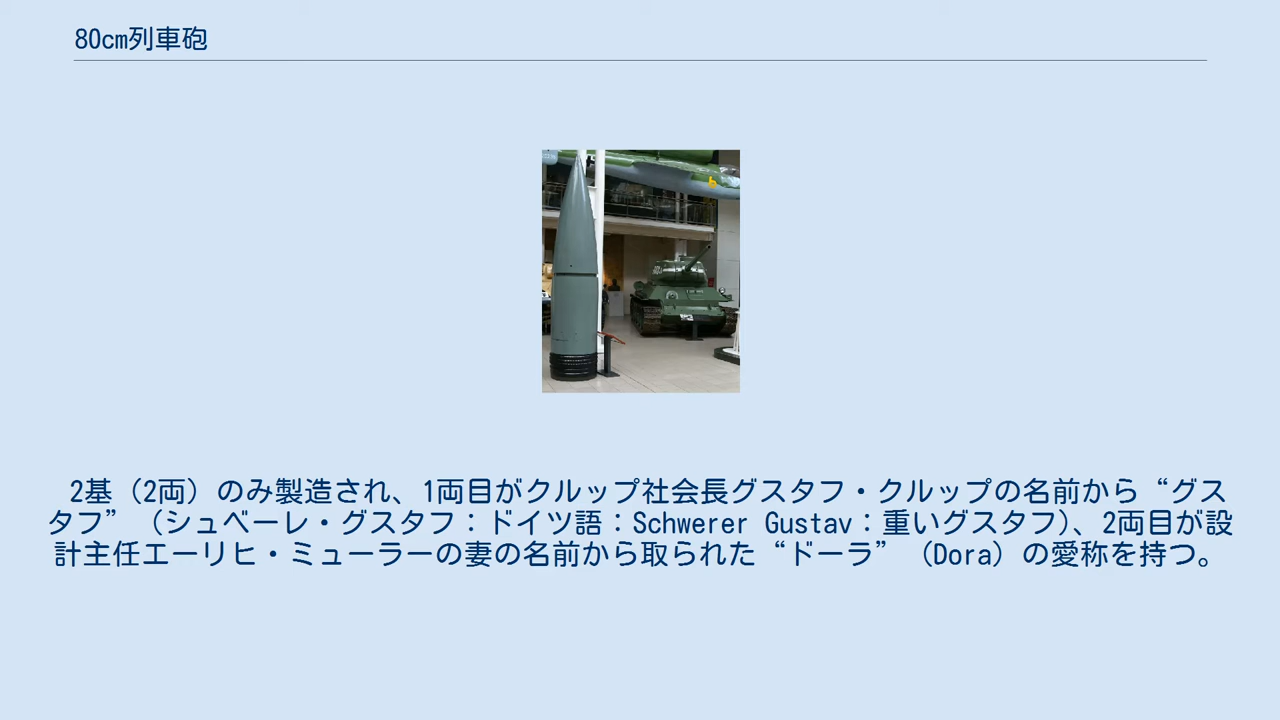 80cm列車砲
2基（2両）のみ製造され、1両目がクルップ社会長グスタフ・クルップの名前から“グス
タフ”（シュベーレ・グスタフ：ドイツ語：Schwerer Gustav：重いグスタフ）、2両目が設
計主任エーリヒ・ミューラーの妻の名前から取られた“ドーラ”（Dora）の愛称を持つ。